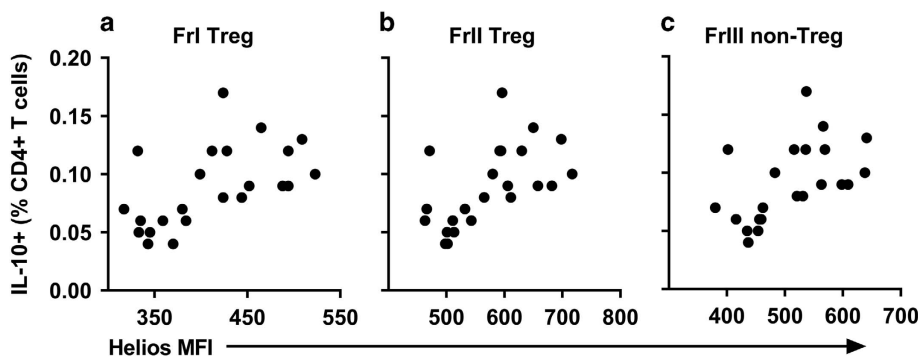 a b c
FrI Treg FrII Treg FrIII non-Treg
IL-10+ (% CD4+ T cells)
0.20
0.15
0.10
0.05
0.00
350 450 550 500 600 700 800 400 500 600 700
Helios MFI